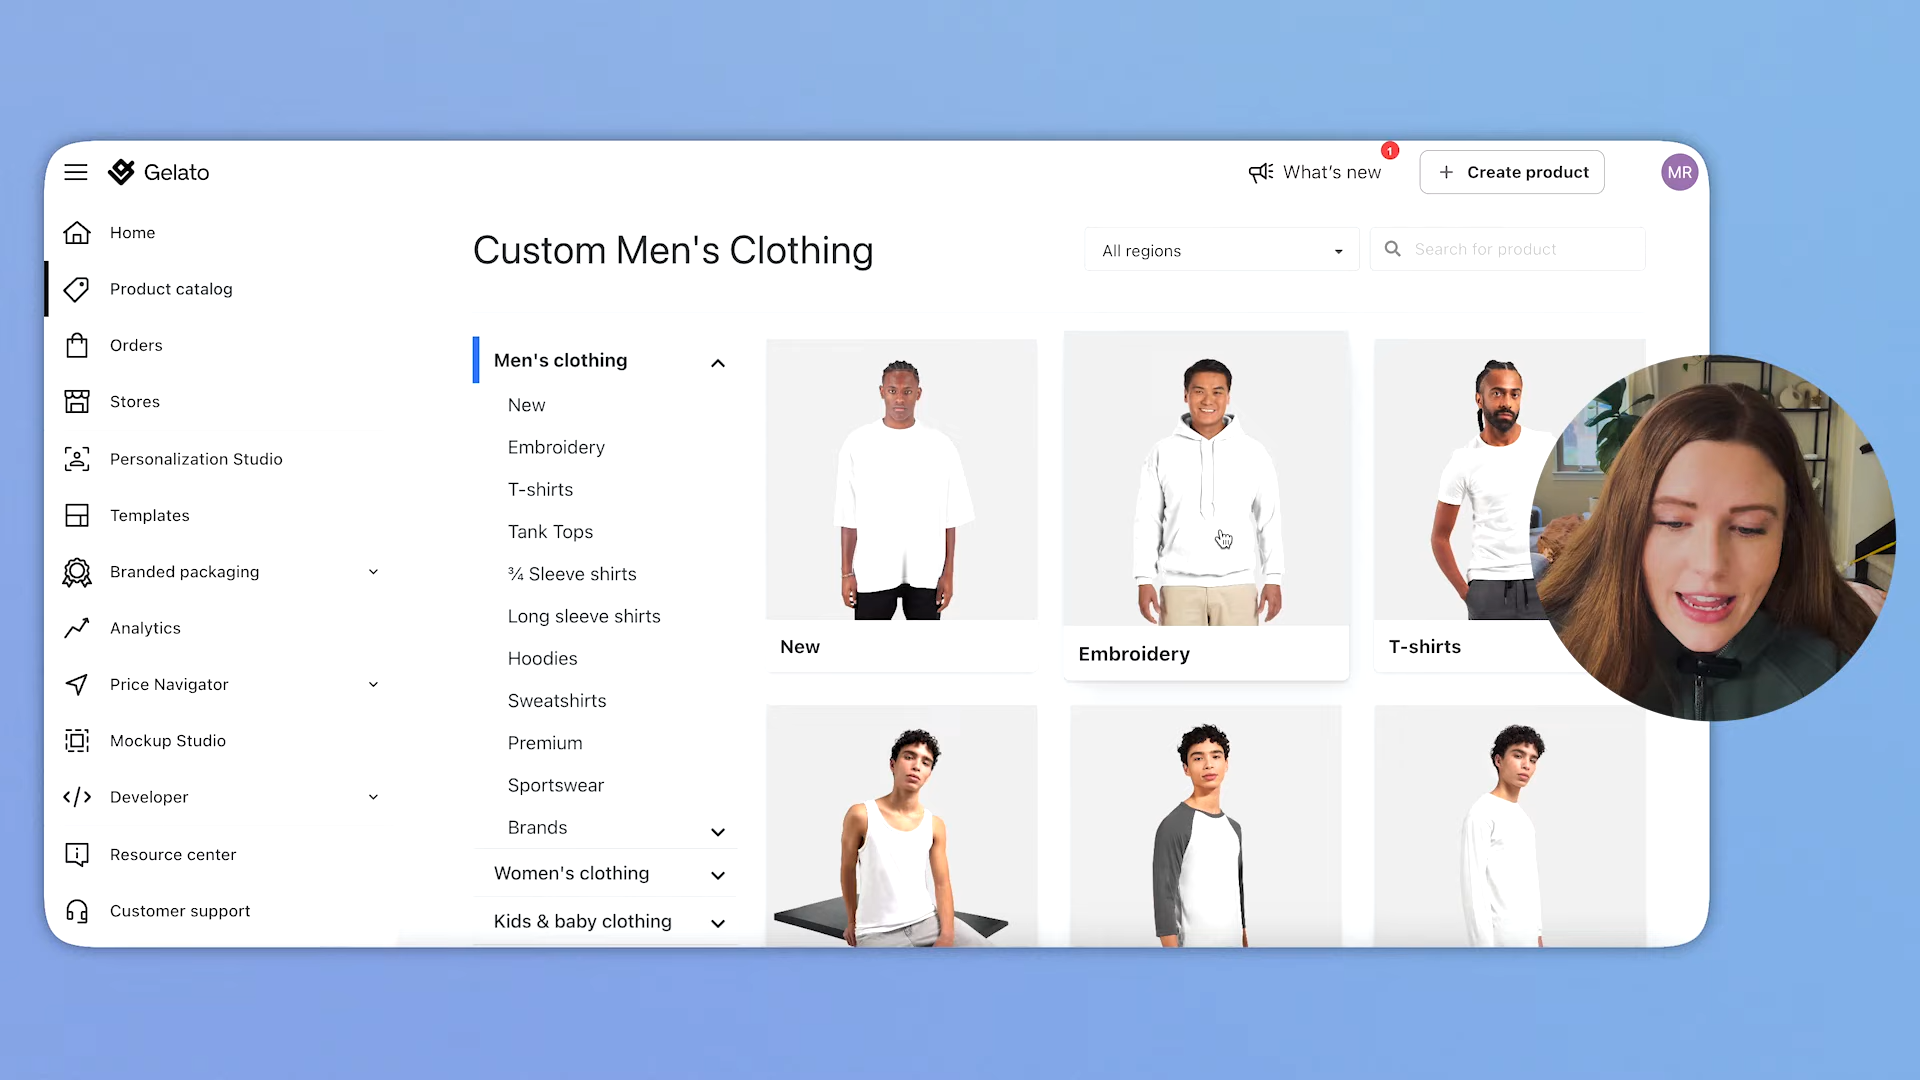 Gelato
What's new
1
+ Create product
MR
Home
Product catalog
Orders
Stores
Personalization Studio
Templates
Branded packaging
Analytics
Price Navigator
Mockup Studio
Developer
Resource center
Customer support
Custom Men's Clothing
All regions
Search for product
Men's clothing
New
Embroidery
T-shirts
Tank Tops
¾ Sleeve shirts
Long sleeve shirts
Hoodies
Sweatshirts
Premium
Sportswear
Brands
Women's clothing
Kids & baby clothing
New
Embroidery
T-shirts